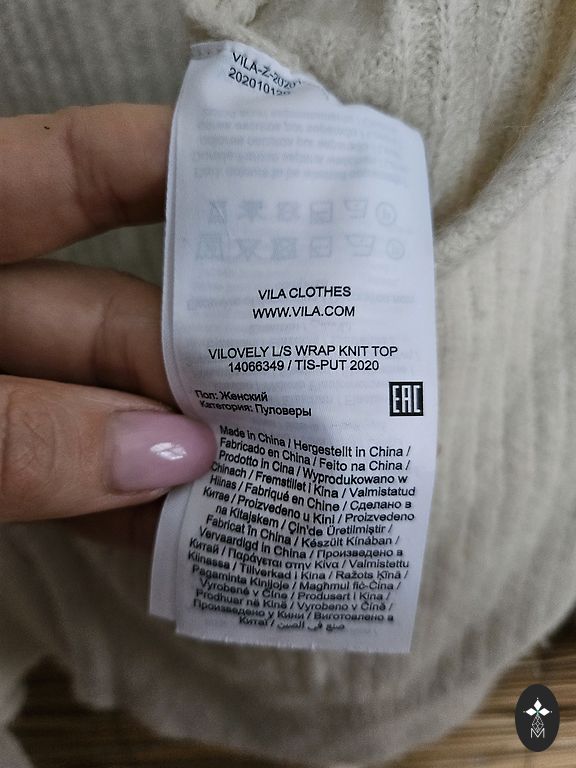 VILA-Z-2020
202010120
VILA CLOTHES
WWW.VILA.COM
VILOVELY L/S WRAP KNIT TOP
14066349 / TIS-PUT 2020
Пол: Женский
Категория: Пуловеры
EAC
Made in China / Hergestellt in China /
Fabricado en China / Feito na China /
Prodotto in Cina / Wyprodukowano w
Chinach / Fremstillet i Kina / Valmistatud
Hiinas / Fabriqué en Chine / Сделано в
Китае / Proizvedeno u Kini / Proizvedeno
na Kitajskem / Çin'de Üretilmiştir /
Fabricat în China / Készült Kínában /
Vervaardigd in China / Произведено в
Китай / Παράγεται στην Κίνα / Valmistettu
Kiinassa / Tillverkad i Kina / Ražots Ķīnā /
Pagaminta Kinijoje / Maghmul fiċ-Ċina /
Vyrobené v Číne / Produsert i Kina /
Prodhuar në Kinë / Vyrobeno v Číně /
Произведено у Кини / Виготовлено в
Китаї / صنع في الصين
M